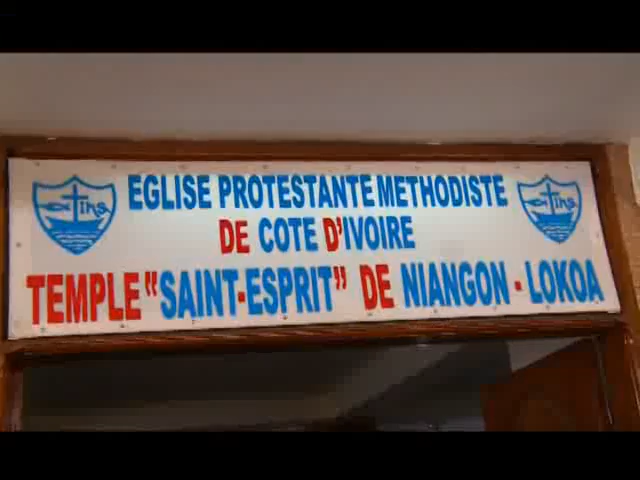 EGLISE PROTESTANTE METHODISTE
DE COTE D'IVOIRE
TEMPLE "SAINT-ESPRIT" DE NIANGON - LOKOA